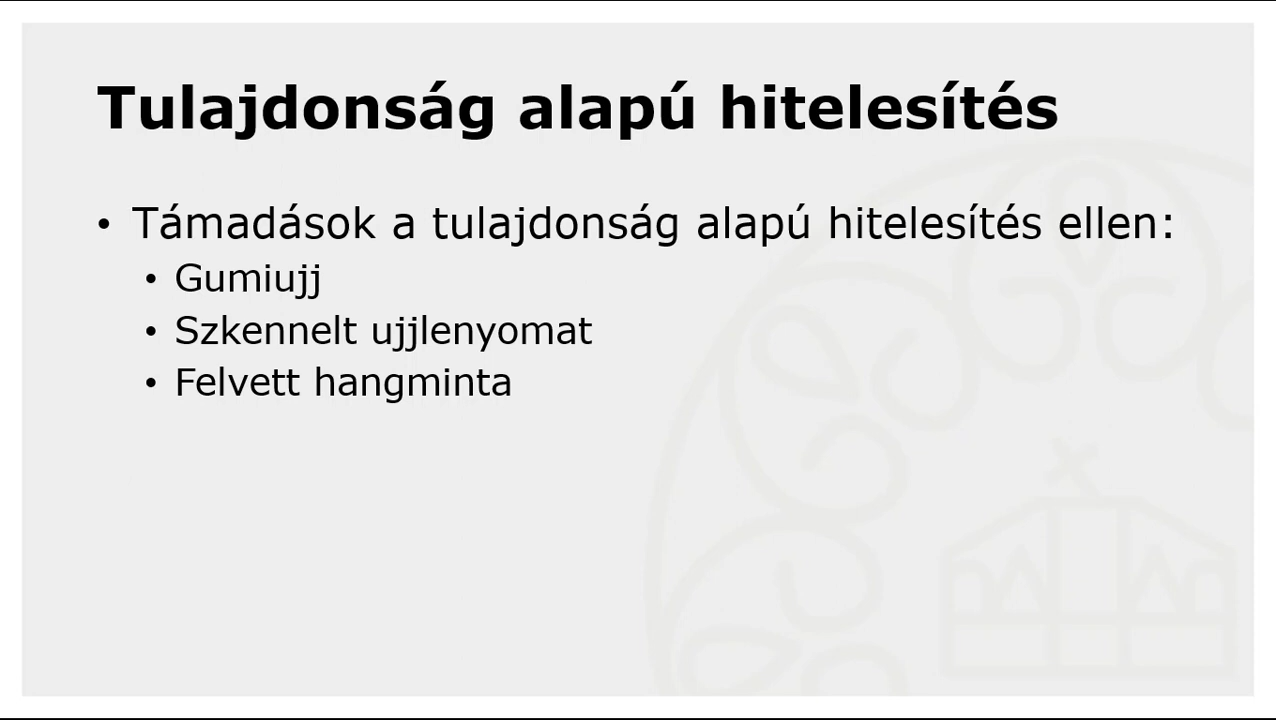 Tulajdonság alapú hitelesítés
• Támadások a tulajdonság alapú hitelesítés ellen:
• Gumiujj
• Szkennelt ujjlenyomat
• Felvett hangminta